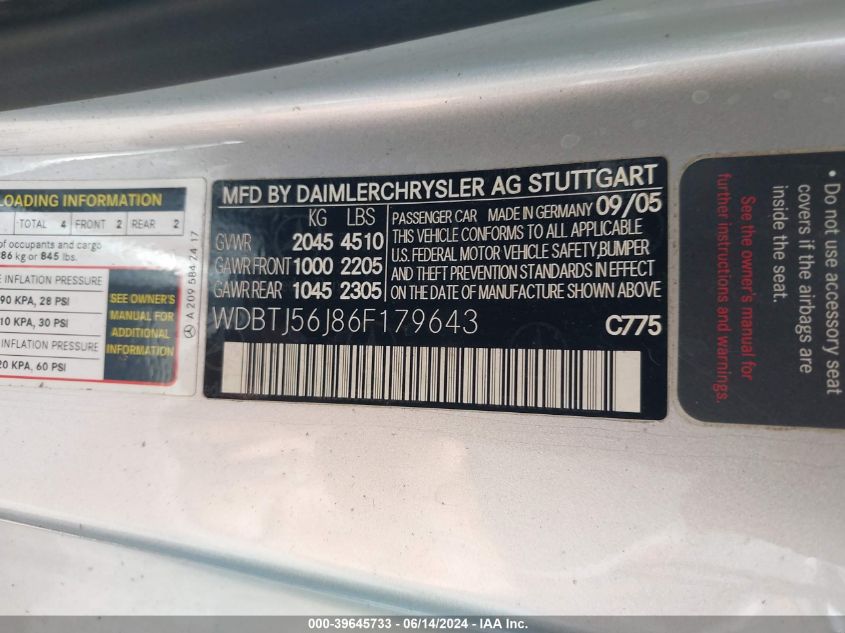 LOADING INFORMATION
TOTAL 4 FRONT 2 REAR 2
of occupants and cargo
86 kg or 845 lbs.
INFLATION PRESSURE
90 KPA, 28 PSI
10 KPA, 30 PSI
20 KPA, 60 PSI
SEE OWNER'S
MANUAL FOR
ADDITIONAL
INFORMATION
A 209 584 24 17
MFD BY DAIMLERCHRYSLER AG STUTTGART
KG LBS
GVWR 2045 4510
GAWR FRONT 1000 2205
GAWR REAR 1045 2305
PASSENGER CAR MADE IN GERMANY 09/05
THIS VEHICLE CONFORMS TO ALL APPLICABLE
U.S. FEDERAL MOTOR VEHICLE SAFETY,BUMPER
AND THEFT PREVENTION STANDARDS IN EFFECT
ON THE DATE OF MANUFACTURE SHOWN ABOVE
WDBTJ56J86F179643 C775
• Do not use accessory seat
covers if the airbags are
inside the seat.
See the owner's manual for
further instructions and warnings.
000-39645733 - 06/14/2024 - IAA Inc.